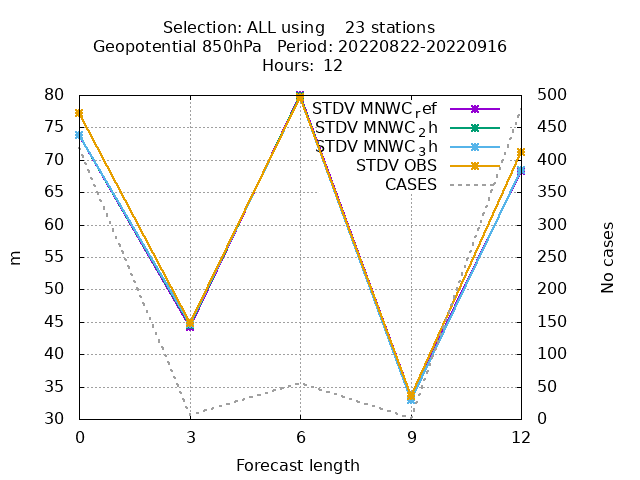 Selection: ALL using    23 stations
Geopotential 850hPa   Period: 20220822-20220916
Hours:  12
STDV MNWC_ref
STDV MNWC_2h
STDV MNWC_3h
STDV OBS
CASES
80
75
70
65
60
55
50
45
40
35
30
500
450
400
350
300
250
200
150
100
50
0
m
No cases
0 3 6 9 12
Forecast length